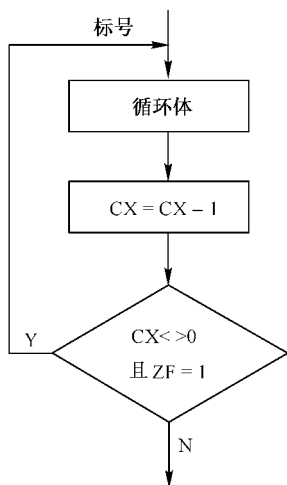 标号
循环体
CX = CX - 1
CX< >0
且 ZF = 1
Y
N